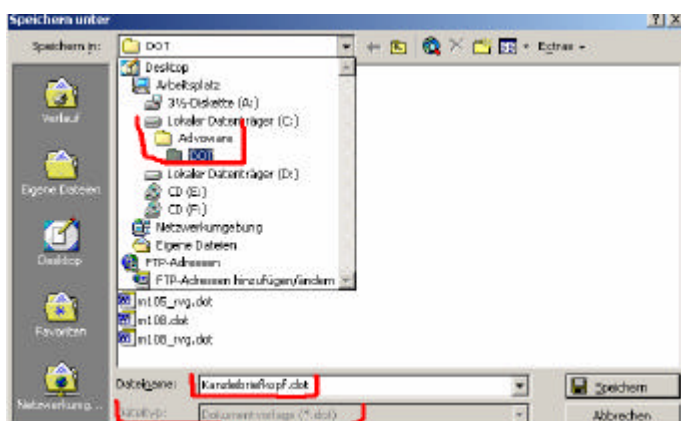 Speichern unter
Speichern in:
DOT
Extras
Desktop
Arbeitsplatz
3½-Diskette (A:)
Lokaler Datenträger (C:)
Advoware
DOT
Lokaler Datenträger (D:)
CD (E:)
CD (F:)
Netzwerkumgebung
Eigene Dateien
FTP-Adressen
FTP-Adressen hinzufügen/ändern
m105_rvg.dot
m108.dot
m108_rvg.dot
Verlauf
Eigene Dateien
Desktop
Favoriten
Netzwerkumg...
Dateiname:
Kanzleibriefkopf.dot
Speichern
Dateityp:
Dokumentvorlage (*.dot)
Abbrechen